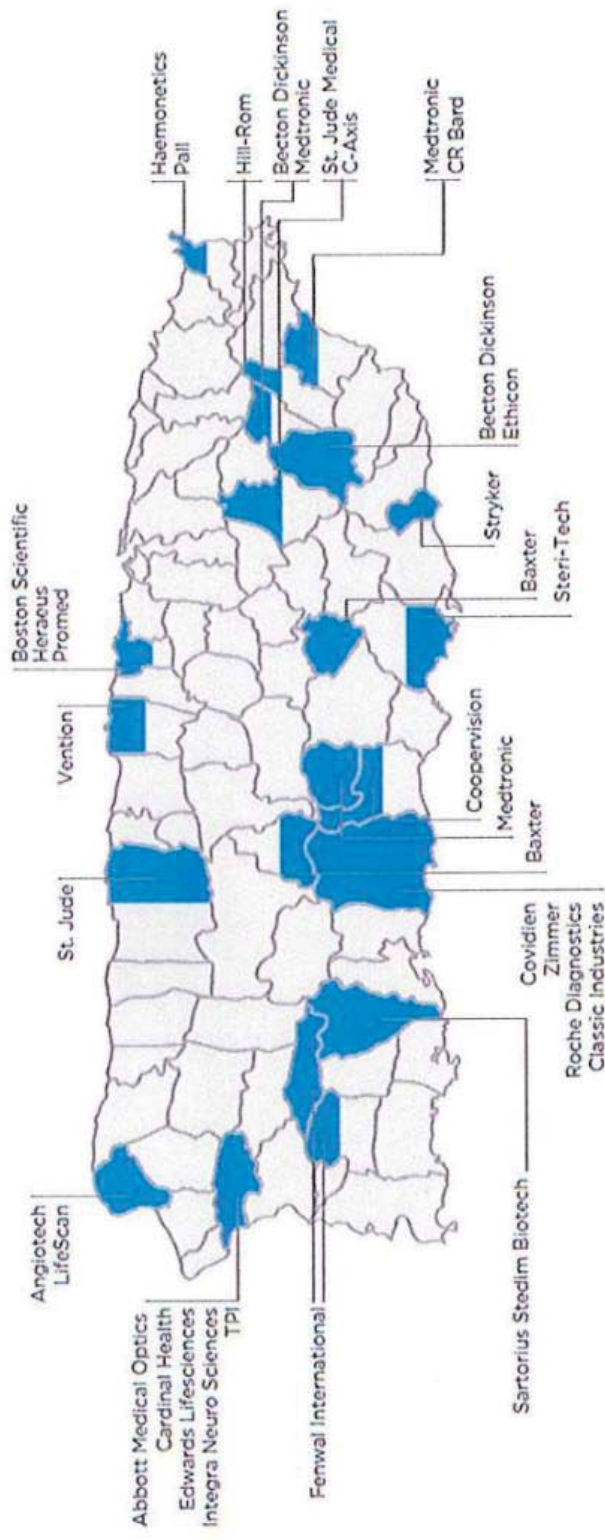 Angiotech
LifeScan
St. Jude
Vention
Boston Scientific
Heraeus
Promed
Haemonetics
Pall
Hill-Rom
Becton Dickinson
Medtronic
St. Jude Medical
C-Axis
Medtronic
CR Bard
Abbott Medical Optics
Cardinal Health
Edwards Lifesciences
Integra Neuro Sciences
TPI
Fenwal International
Sartorius Stedim Biotech
Covidien
Zimmer
Roche Diagnostics
Classic Industries
Baxter
Medtronic
Coopervision
Baxter
Steri-Tech
Stryker
Becton Dickinson
Ethicon